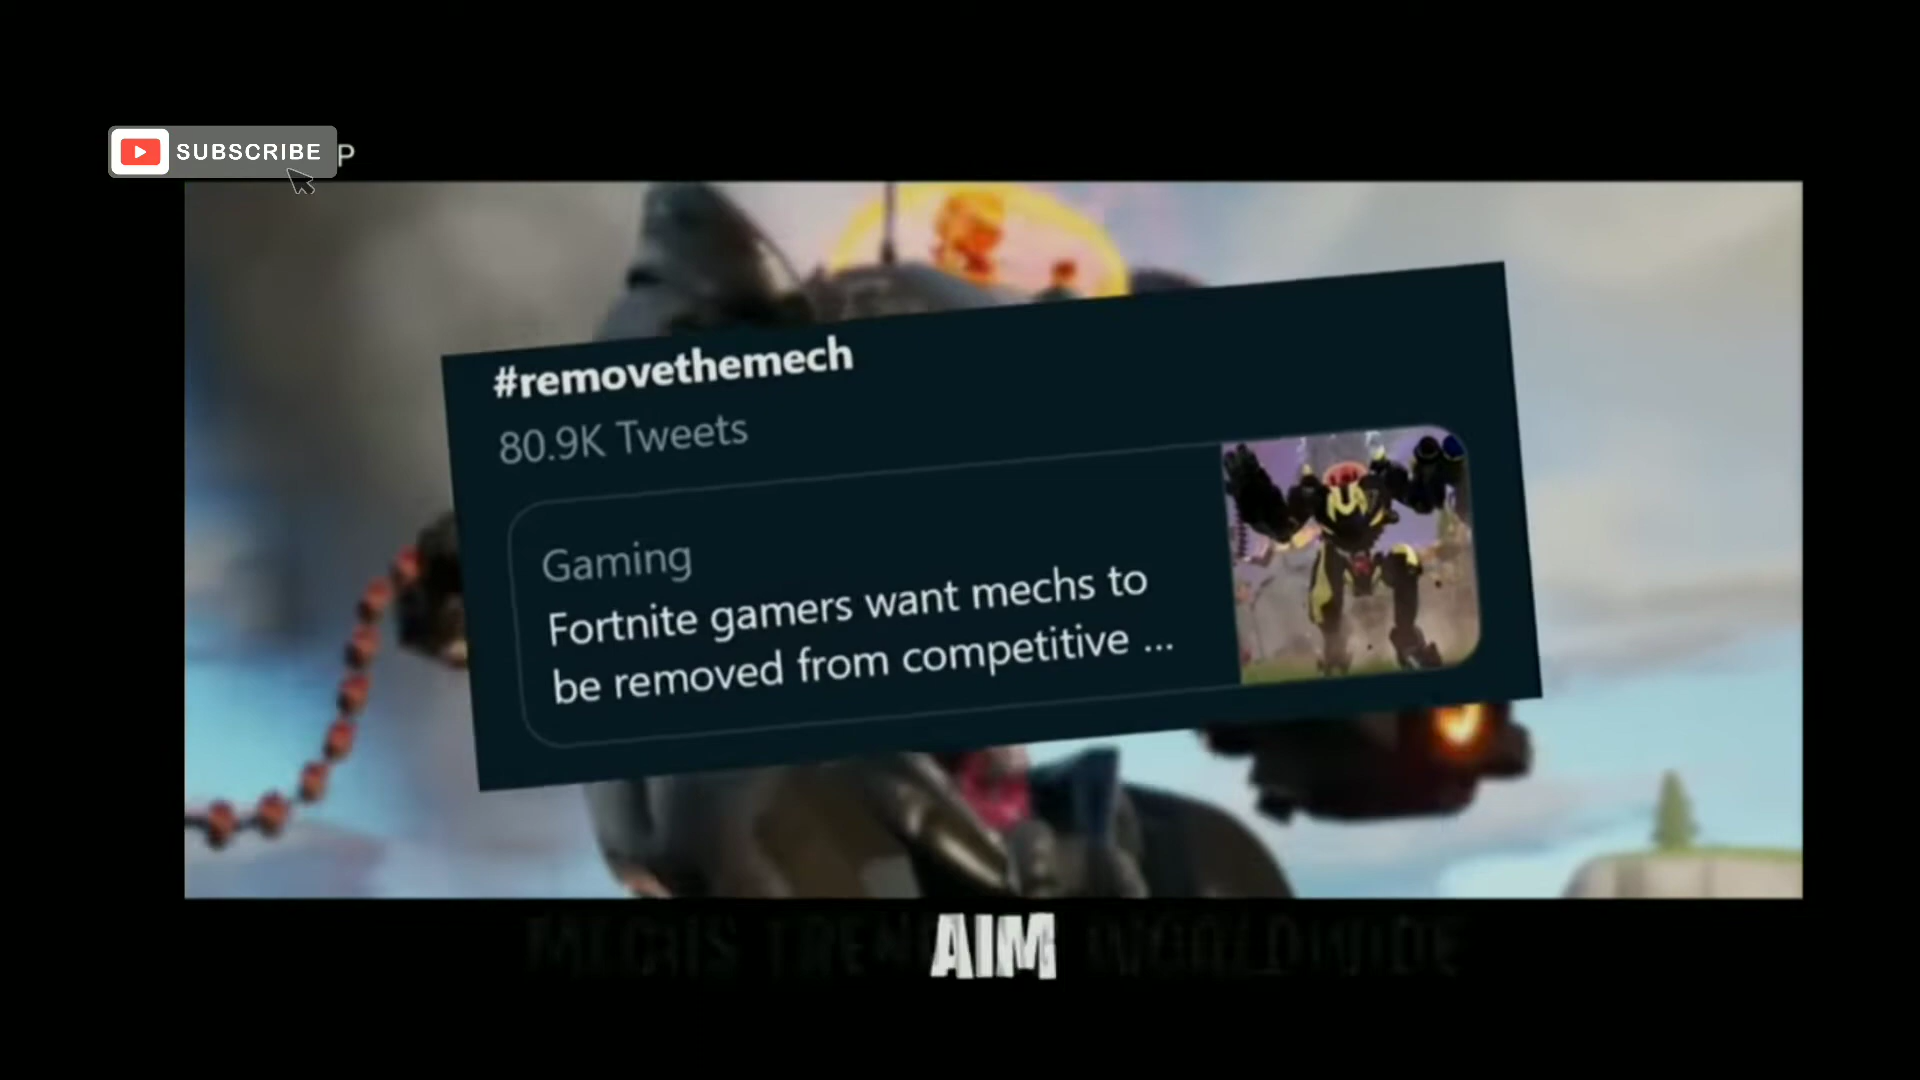 SUBSCRIBE P
#removethemech
80.9K Tweets
Gaming
Fortnite gamers want mechs to
be removed from competitive ...
AIM